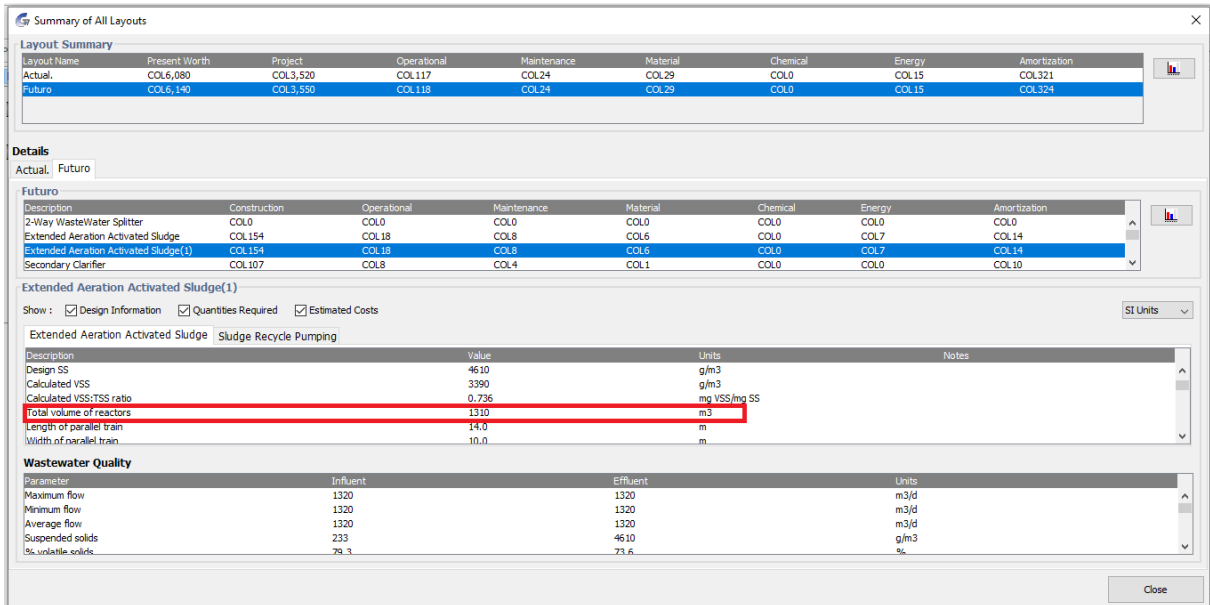 Summary of All Layouts
Layout Summary
Layout Name Present Worth Project Operational Maintenance Material Chemical Energy Amortization
Actual. COL6,080 COL3,520 COL117 COL24 COL29 COL0 COL15 COL321
Futuro COL6,140 COL3,550 COL118 COL24 COL29 COL0 COL15 COL324
Details
Actual. Futuro
Futuro
Description Construction Operational Maintenance Material Chemical Energy Amortization
2-Way WasteWater Splitter COL0 COL0 COL0 COL0 COL0 COL0 COL0
Extended Aeration Activated Sludge COL154 COL18 COL8 COL6 COL0 COL7 COL14
Extended Aeration Activated Sludge(1) COL154 COL18 COL8 COL6 COL0 COL7 COL14
Secondary Clarifier COL107 COL8 COL4 COL1 COL0 COL0 COL10
Extended Aeration Activated Sludge(1)
Show : Design Information Quantities Required Estimated Costs SI Units
Extended Aeration Activated Sludge Sludge Recycle Pumping
Description Value Units Notes
Design SS 4610 g/m3
Calculated VSS 3390 g/m3
Calculated VSS:TSS ratio 0.736 mg VSS/mg SS
Total volume of reactors 1310 m3
Length of parallel train 14.0 m
Width of parallel train 10.0 m
Wastewater Quality
Parameter Influent Effluent Units
Maximum flow 1320 1320 m3/d
Minimum flow 1320 1320 m3/d
Average flow 1320 1320 m3/d
Suspended solids 233 4610 g/m3
% volatile solids 79.3 73.6 %
Close